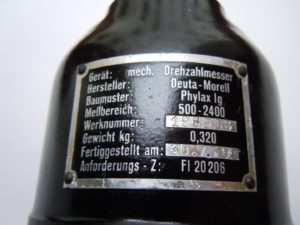 Gerät: mech. Drehzahlmesser
Hersteller: Deuta-Morell
Baumuster: Phylax Ig
Meßbereich: 500-2400
Werknummer:
Gewicht kg: 0,320
Fertiggestellt am:
Anforderungs-Z: Fl 20206